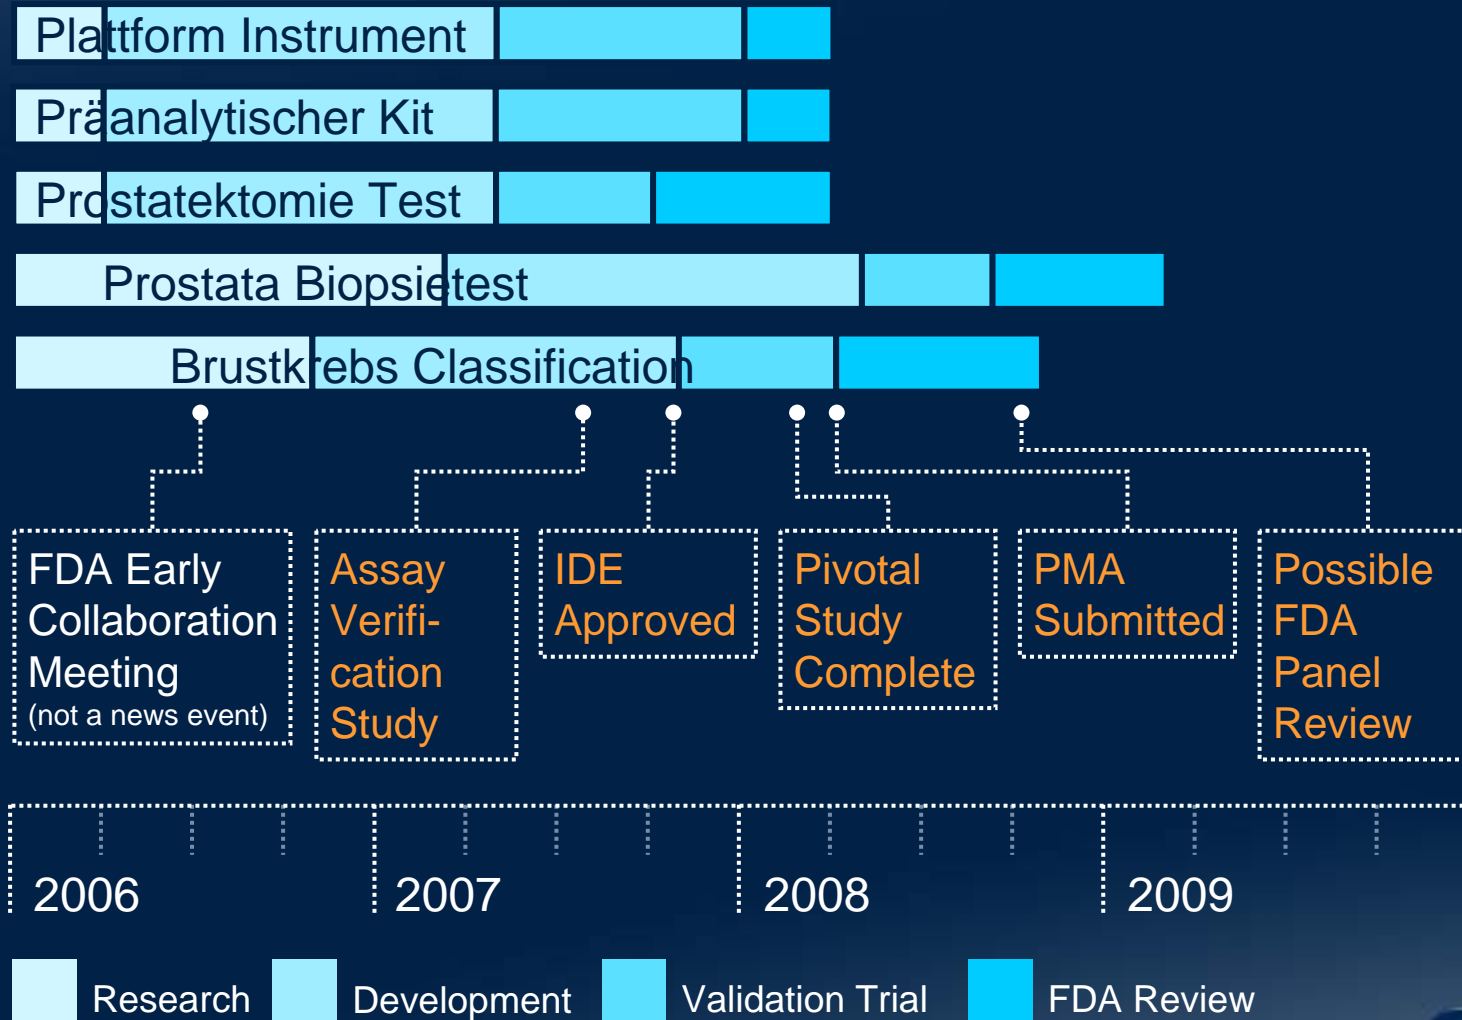 Plattform Instrument
Präanalytischer Kit
Prostatektomie Test
Prostata Biopsietest
Brustkrebs Classification
FDA Early
Collaboration
Meeting
(not a news event)
Assay
Verifi-
cation
Study
IDE
Approved
Pivotal
Study
Complete
PMA
Submitted
Possible
FDA
Panel
Review
2006 2007 2008 2009
Research Development Validation Trial FDA Review